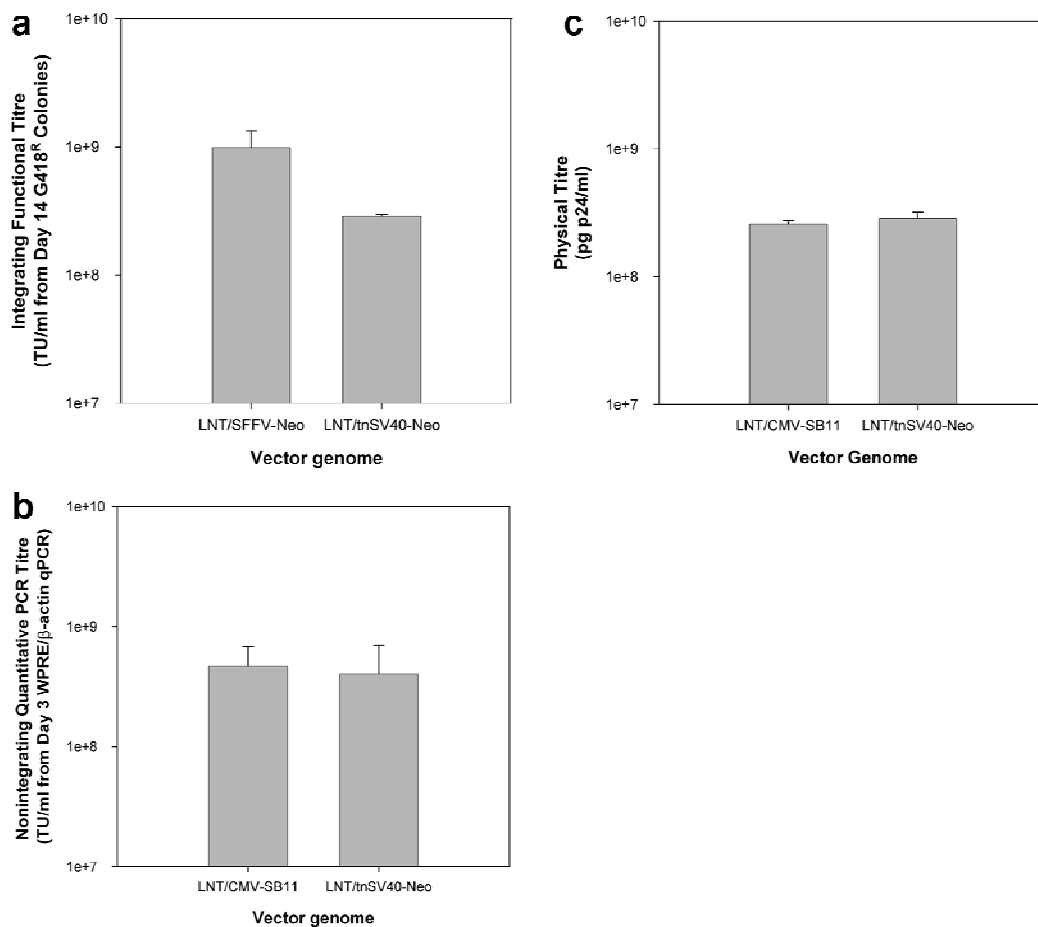 a
Integrating Functional Titre
(TU/ml from Day 14 G418R Colonies)
1e+10
1e+9
1e+8
1e+7
LNT/SFFV-Neo LNT/tnSV40-Neo
Vector genome
c
Physical Titre
(pg p24/ml)
1e+10
1e+9
1e+8
1e+7
LNT/CMV-SB11 LNT/tnSV40-Neo
Vector Genome
b
Nonintegrating Quantitative PCR Titre
(TU/ml from Day 3 WPRE/β-actin qPCR)
1e+10
1e+9
1e+8
1e+7
LNT/CMV-SB11 LNT/tnSV40-Neo
Vector genome